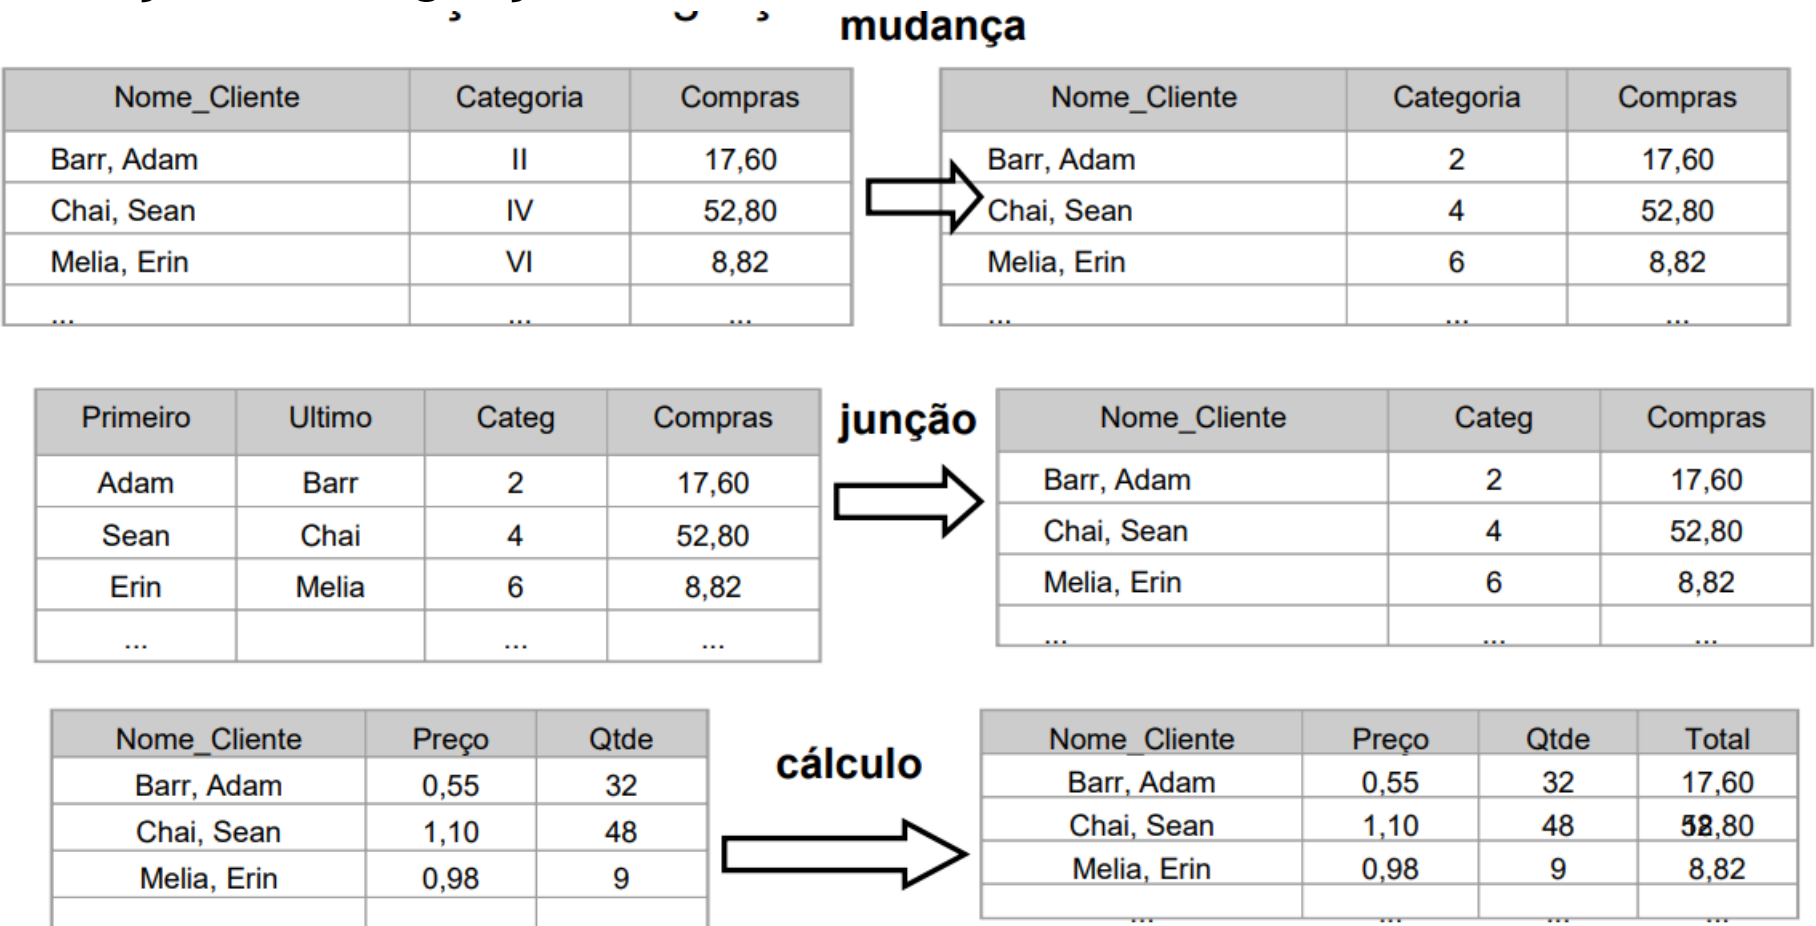 mudança
Nome_Cliente Categoria Compras
Barr, Adam II 17,60
Chai, Sean IV 52,80
Melia, Erin VI 8,82
... ... ...
Nome_Cliente Categoria Compras
Barr, Adam 2 17,60
Chai, Sean 4 52,80
Melia, Erin 6 8,82
... ... ...
Primeiro Ultimo Categ Compras
Adam Barr 2 17,60
Sean Chai 4 52,80
Erin Melia 6 8,82
... ... ...
junção
Nome_Cliente Categ Compras
Barr, Adam 2 17,60
Chai, Sean 4 52,80
Melia, Erin 6 8,82
... ... ...
Nome_Cliente Preço Qtde
Barr, Adam 0,55 32
Chai, Sean 1,10 48
Melia, Erin 0,98 9
cálculo
Nome_Cliente Preço Qtde Total
Barr, Adam 0,55 32 17,60
Chai, Sean 1,10 48
Melia, Erin 0,98 9 8,82
... ... ... ...